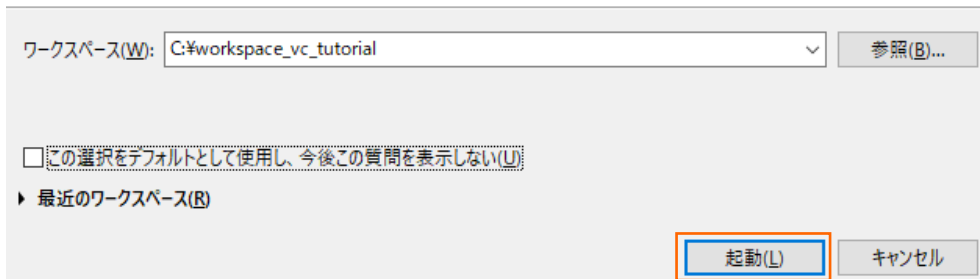 ワークスペース(W): C:¥workspace_vc_tutorial 参照(B)...
この選択をデフォルトとして使用し、今後この質問を表示しない(U)
最近のワークスペース(R)
起動(L) キャンセル